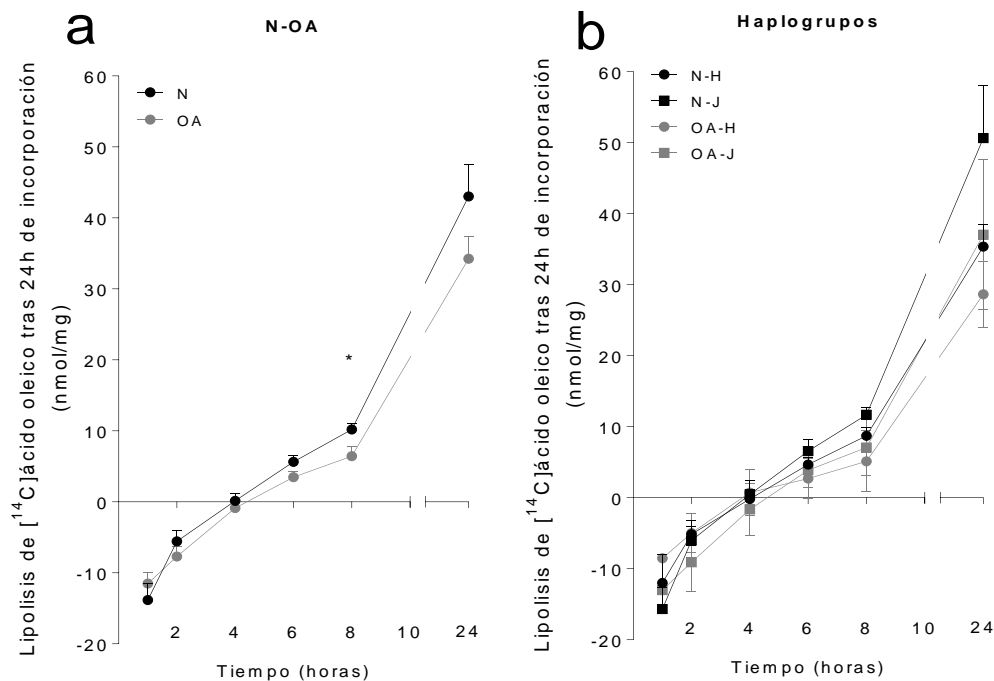 a
N-OA
Lipolisis de [14C]ácido oleico tras 24h de incorporación
(nmol/mg)
60
50
40
30
20
10
0
-10
-20
N
OA
*
2 4 6 8 10 24
Tiempo (horas)
b
Haplogrupos
Lipolisis de [14C]ácido oleico tras 24h de incorporación
(nmol/mg)
60
50
40
30
20
10
0
-10
-20
N-H
N-J
OA-H
OA-J
2 4 6 8 10 24
Tiempo (horas)